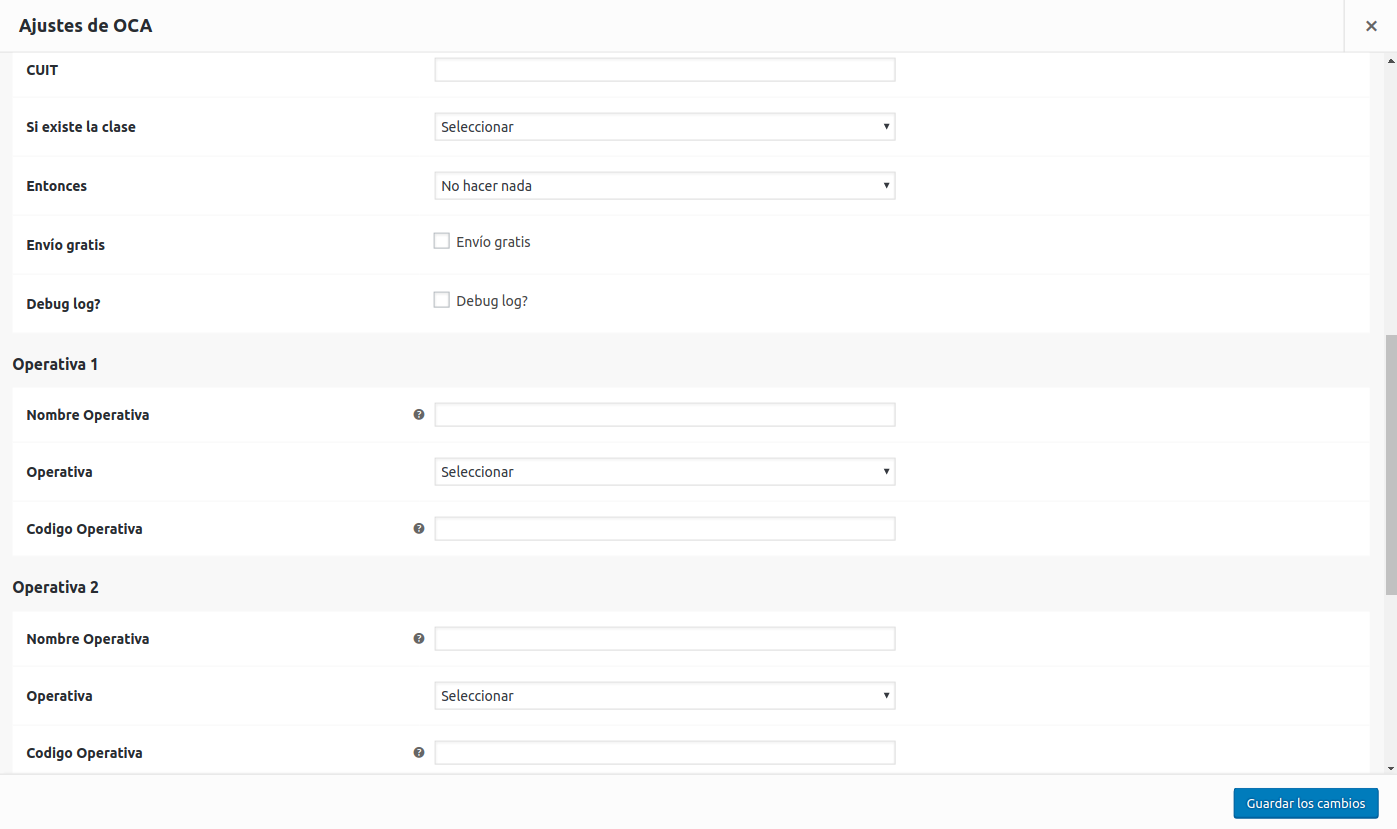 Ajustes de OCA
CUIT
Si existe la clase
Seleccionar
Entonces
No hacer nada
Envío gratis
Envío gratis
Debug log?
Debug log?
Operativa 1
Nombre Operativa
Operativa
Seleccionar
Codigo Operativa
Operativa 2
Nombre Operativa
Operativa
Seleccionar
Codigo Operativa
Guardar los cambios